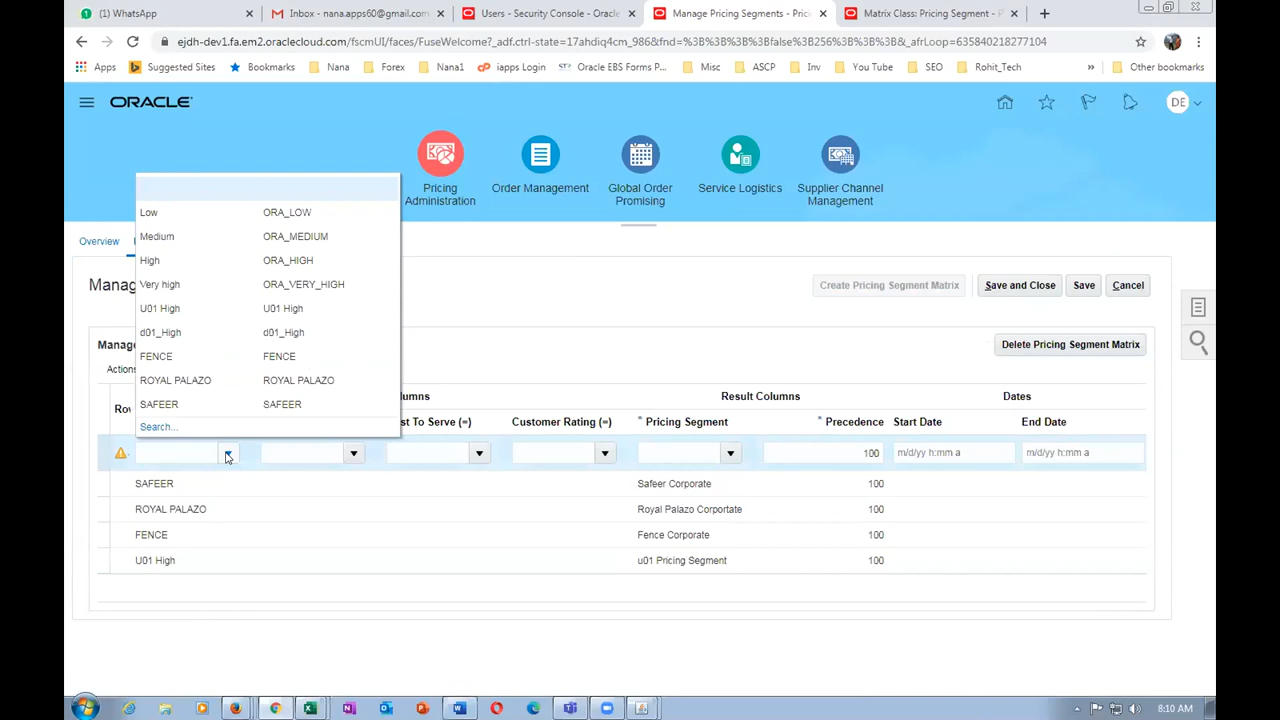 (1) WhatsApp
Inbox - nana.apps60@gmail.com
Users - Security Console - Oracle
Manage Pricing Segments - Price
Matrix Class: Pricing Segment - P
ejdh-dev1.fa.em2.oraclecloud.com/fscmUI/faces/FuseWelcome?_adf.ctrl-state=17ahdiq4cm_986&fnd=%3B%3B%3B%3Bfalse%3B256%3B%3B%3B&_afrLoop=635840218277104
Apps Suggested Sites Bookmarks Nana Forex Nana1 iapps Login Oracle EBS Forms P... Misc ASCP Inv You Tube SEO Rohit_Tech » Other bookmarks
ORACLE
DE
Pricing Administration
Order Management
Global Order Promising
Service Logistics
Supplier Channel Management
Low ORA_LOW
Medium ORA_MEDIUM
High ORA_HIGH
Very high ORA_VERY_HIGH
U01 High U01 High
d01_High d01_High
FENCE FENCE
ROYAL PALAZO ROYAL PALAZO
SAFEER SAFEER
Search...
Overview
Manag
Create Pricing Segment Matrix Save and Close Save Cancel
Manage
Delete Pricing Segment Matrix
Actions
umns Result Columns Dates
Row st To Serve (=) Customer Rating (=) * Pricing Segment * Precedence Start Date End Date
100 m/d/yy h:mm a m/d/yy h:mm a
SAFEER Safeer Corporate 100
ROYAL PALAZO Royal Palazo Corportate 100
FENCE Fence Corporate 100
U01 High u01 Pricing Segment 100
8:10 AM